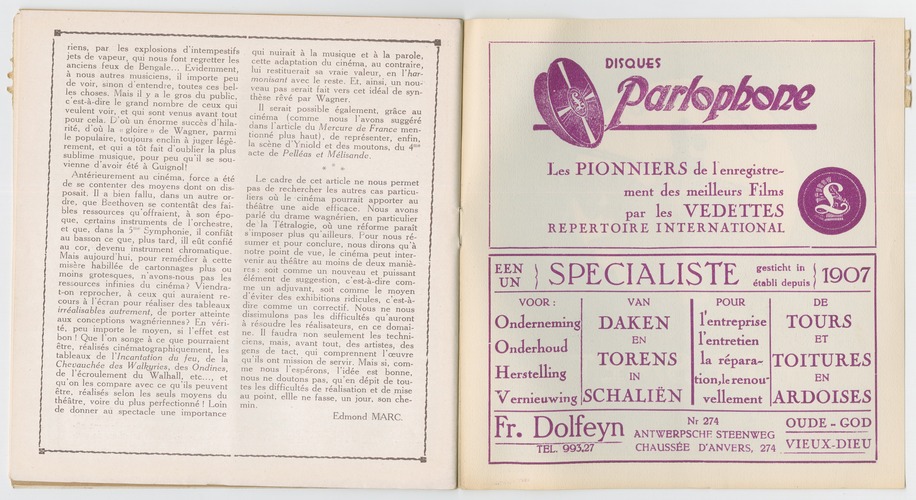 riens, par les explosions d'intempestifs
jets de vapeur, qui nous font regretter les
anciens feux de Bengale... Evidemment,
à nous autres musiciens, il importe peu
de voir, sinon d'entendre, toutes ces bel-
les choses. Mais il y a le gros du public,
c'est-à-dire le grand nombre de ceux qui
veulent voir, et qui sont venus avant tout
pour cela. D'où un énorme succès d'hila-
rité, d'où la « gloire » de Wagner, parmi
le populaire, toujours enclin à juger légè-
rement, et qui a tôt fait d'oublier la plus
sublime musique, pour peu qu'il se sou-
vienne d'avoir été à Guignol!
Antérieurement au cinéma, force a été
de se contenter des moyens dont on dis-
posait. Il a bien fallu, dans un autre or-
dre, que Beethoven se contentât des fai-
bles ressources qu'offraient, à son épo-
que, certains instruments de l'orchestre,
et que, dans la 5me Symphonie, il confiât
au basson ce que, plus tard, ill eût confié
au cor, devenu instrument chromatique.
Mais aujourd'hui, pour remédier à cette
misère habillée de cartonnages plus ou
moins grotesques, n'avons-nous pas les
ressources infinies du cinéma? Viendra-
t-on reprocher, à ceux qui auraient re-
cours à l'écran pour réaliser des tableaux
irréalisables autrement, de porter atteinte
aux conceptions wagnériennes? En véri-
té, peu importe le moyen, si l'effet est
bon! Que l'on songe à ce que pourraient
être, réalisés cinématographiquement, les
tableaux de l'Incantation du feu, de la
Chevauchée des Walkyries, des Ondines,
de l'écroulement du Walhall, etc..., et
qu'on les compare avec ce qu'ils peuvent
être, réalisés selon les seuls moyens du
théâtre, voire du plus perfectionné! Loin
de donner au spectacle une importance
qui nuirait à la musique et à la parole,
cette adaptation du cinéma, au contraire,
lui restituerait sa vraie valeur, en l'har-
monisant avec le reste. Et, ainsi, un nou-
veau pas serait fait vers cet idéal de syn-
thèse rêvé par Wagner.
Il serait possible également, grâce au
cinéma (comme nous l'avons suggéré
dans l'article du Mercure de France men-
tionné plus haut), de représenter, enfin,
la scène d'Yniold et des moutons, du 4me
acte de Pelléas et Mélisande.
* * *
Le cadre de cet article ne nous permet
pas de rechercher les autres cas particu-
liers où le cinéma pourrait apporter au
théâtre une aide efficace. Nous avons
parlé du drame wagnérien, en particulier
de la Tétralogie, où une réforme paraît
s'imposer plus qu'ailleurs. Pour nous ré-
sumer et pour conclure, nous dirons qu'à
notre point de vue, le cinéma peut inter-
venir au théâtre au moins de deux maniè-
res : soit comme un nouveau et puissant
élément de suggestion, c'est-à-dire com-
me un adjuvant, soit comme le moyen
d'éviter des exhibitions ridicules, c'est-à-
dire comme un correctif. Nous ne nous
dissimulons pas les difficultés qu'auront
à résoudre les réalisateurs, en ce domai-
ne. Il faudra non seulement les techni-
ciens, mais, avant tout, des artistes, des
gens de tact, qui comprennent l'œuvre
qu'ils ont mission de servir. Mais si, com-
me nous l'espérons, l'idée est bonne,
nous ne doutons pas, qu'en dépit de tou-
tes les difficultés de réalisation et de mise
au point, ellle ne fasse, un jour, son che-
min.
Edmond MARC.
DISQUES
Parlophone
Les PIONNIERS de l'enregistre-
ment des meilleurs Films
par les VEDETTES
REPERTOIRE INTERNATIONAL
EEN
UN
SPECIALISTE
gesticht in
établi depuis
1907
VOOR :
Onderneming
Onderhoud
Herstelling
Vernieuwing
VAN
DAKEN
EN
TORENS
IN
SCHALIËN
POUR
l'entreprise
l'entretien
la répara-
tion, le renou-
vellement
DE
TOURS
ET
TOITURES
EN
ARDOISES
Fr. Dolfeyn
TEL. 993,27
Nr 274
ANTWERPSCHE STEENWEG
CHAUSSÉE D'ANVERS, 274
OUDE - GOD
VIEUX-DIEU